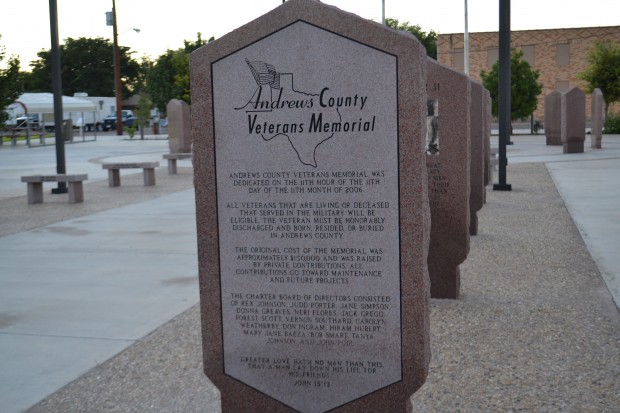 Andrews County
Veterans Memorial
ANDREWS COUNTY VETERANS MEMORIAL WAS
DEDICATED ON THE 11TH HOUR OF THE 11TH
DAY OF THE 11TH MONTH OF 2006.
ALL VETERANS THAT ARE LIVING OR DECEASED
THAT SERVED IN THE MILITARY WILL BE
ELIGIBLE. THE VETERAN MUST BE HONORABLY
DISCHARGED AND BORN, RESIDED, OR BURIED
IN ANDREWS COUNTY.
THE ORIGINAL COST OF THE MEMORIAL WAS
APPROXIMATELY $150,000 AND WAS RAISED
BY PRIVATE CONTRIBUTIONS. ALL
CONTRIBUTIONS GO TOWARD MAINTENANCE
AND FUTURE PROJECTS.
THE CHARTER BOARD OF DIRECTORS CONSISTED
OF REX JOHNSON, JUDD PORTER, JANE SIMPSON,
DONNA GREAVES, NERI FLORES, JACK GREGG,
FOREST SCOTT, VERNON SOUTHARD, CAROLYN
WEATHERBY, DON INGRAM, HIRAM HUBERT,
MARY JANE BAEZA, BOB SMART, TANYA
JOHNSON, AND JOHN POOL.
GREATER LOVE HATH NO MAN THAN THIS,
THAT A MAN LAY DOWN HIS LIFE FOR
HIS FRIENDS.
JOHN 15:13